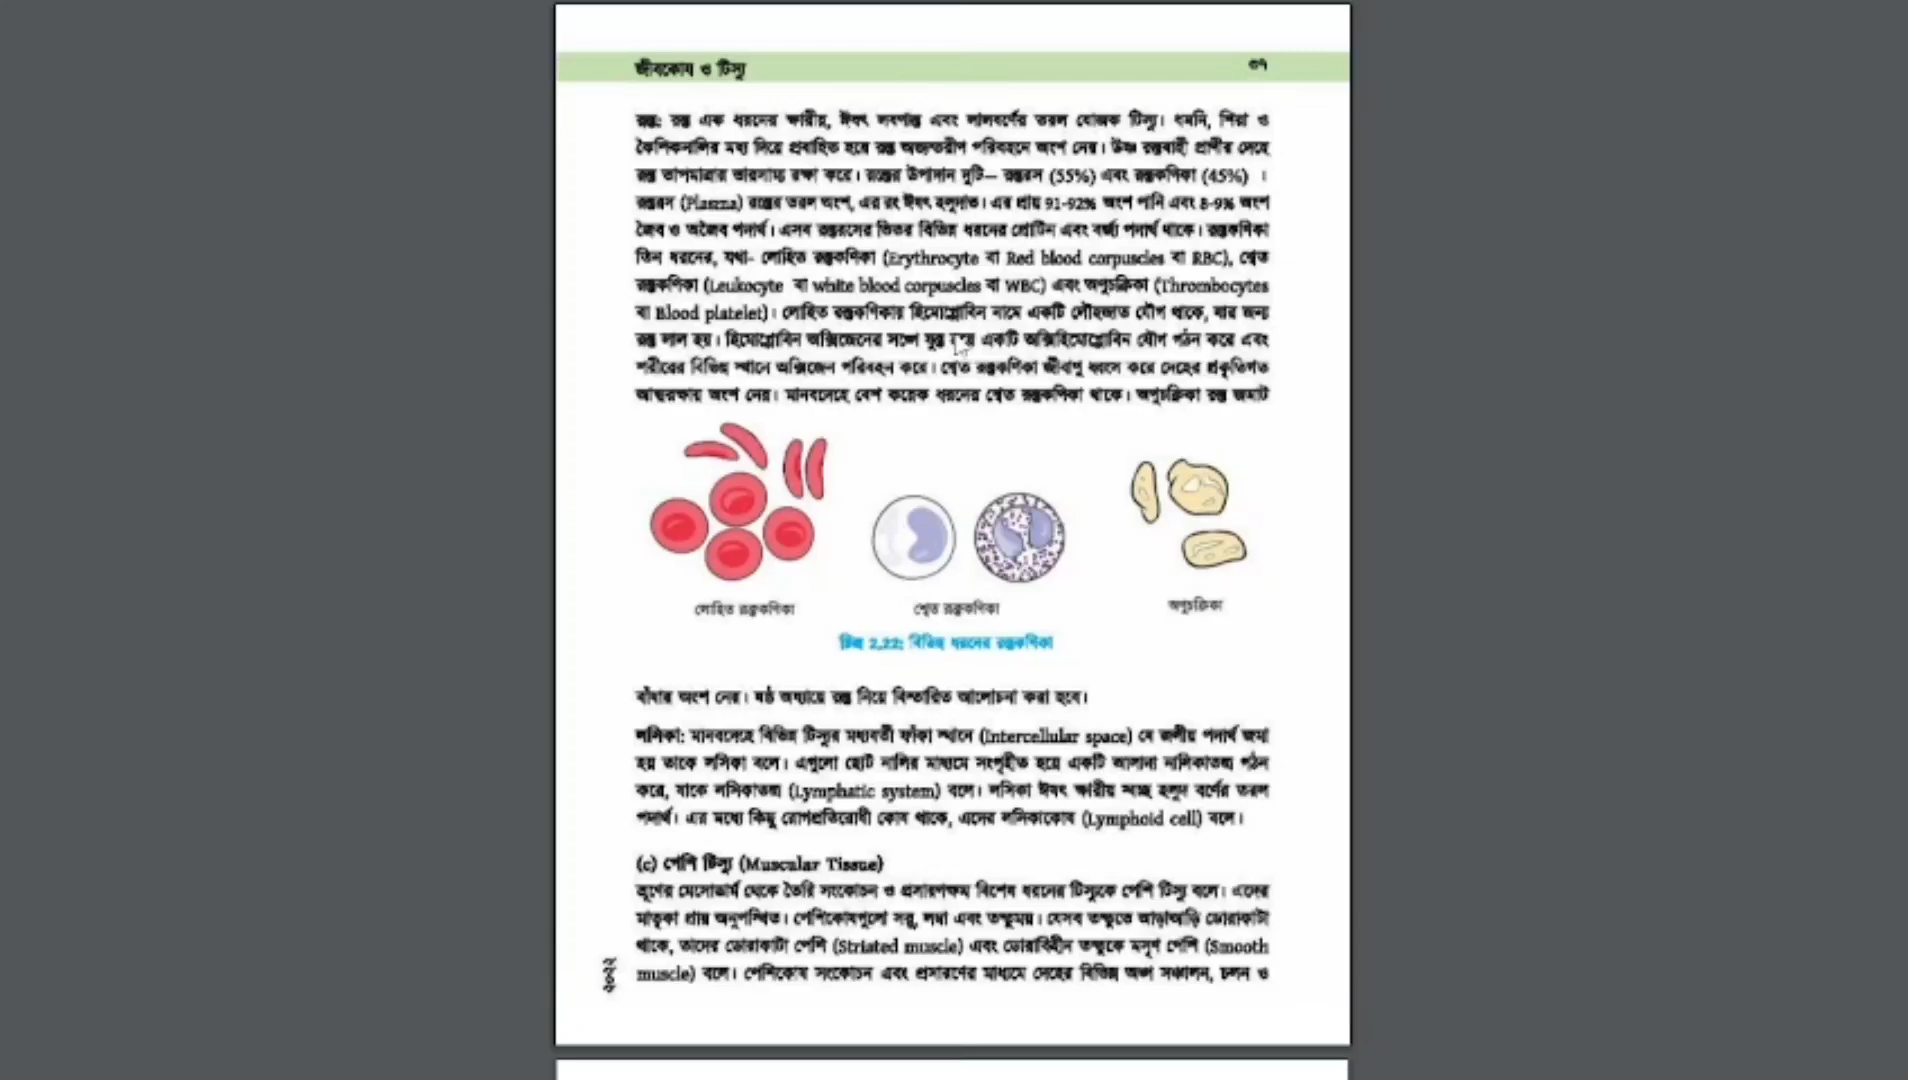 জীবকোষ ও টিস্যু
৩৭
রক্ত: রক্ত এক ধরনের ক্ষারীয়, ঈষৎ লবণাক্ত এবং লালবর্ণের তরল যোজক টিস্যু। ধমনি, শিরা ও
কৈশিকনালির মধ্য দিয়ে প্রবাহিত হয়ে রক্ত অভ্যন্তরীণ পরিবহনে অংশ নেয়। উষ্ণ রক্তবাহী প্রাণীর দেহে
রক্ত তাপমাত্রার ভারসাম্য রক্ষা করে। রক্তের উপাদান দুটি— রক্তরস (55%) এবং রক্তকণিকা (45%) ।
রক্তরস (Plasma) রক্তের তরল অংশ, এর রং ঈষৎ হলুদাভ। এর প্রায় 91-92% অংশ পানি এবং 8-9% অংশ
জৈব ও অজৈব পদার্থ। এসব রক্তরসের ভিতর বিভিন্ন ধরনের প্রোটিন এবং বর্জ্য পদার্থ থাকে। রক্তকণিকা
তিন ধরনের, যথা- লোহিত রক্তকণিকা (Erythrocyte বা Red blood corpuscles বা RBC), শ্বেত
রক্তকণিকা (Leukocyte বা white blood corpuscles বা WBC) এবং অণুচক্রিকা (Thrombocytes
বা Blood platelet)। লোহিত রক্তকণিকায় হিমোগ্লোবিন নামে একটি লৌহজাত যৌগ থাকে, যার জন্য
রক্ত লাল হয়। হিমোগ্লোবিন অক্সিজেনের সঙ্গে যুক্ত হয়ে একটি অক্সিহিমোগ্লোবিন যৌগ গঠন করে এবং
শরীরের বিভিন্ন স্থানে অক্সিজেন পরিবহন করে। শ্বেত রক্তকণিকা জীবাণু ধ্বংস করে দেহের প্রকৃতিগত
আত্মরক্ষায় অংশ নেয়। মানবদেহে বেশ কয়েক ধরনের শ্বেত রক্তকণিকা থাকে। অণুচক্রিকা রক্ত জমাট
লোহিত রক্তকণিকা
শ্বেত রক্তকণিকা
অণুচক্রিকা
চিত্র 2.22: বিভিন্ন ধরনের রক্তকণিকা
বাঁধায় অংশ নেয়। ষষ্ঠ অধ্যায়ে রক্ত নিয়ে বিস্তারিত আলোচনা করা হবে।
লসিকা: মানবদেহে বিভিন্ন টিস্যুর মধ্যবর্তী ফাঁকা স্থানে (Intercellular space) যে জলীয় পদার্থ জমা
হয় তাকে লসিকা বলে। এগুলো ছোট নালির মাধ্যমে সংগৃহীত হয়ে একটি আলাদা নালিকাতন্ত্র গঠন
করে, যাকে লসিকাতন্ত্র (Lymphatic system) বলে। লসিকা ঈষৎ ক্ষারীয় স্বচ্ছ হলুদ বর্ণের তরল
পদার্থ। এর মধ্যে কিছু রোগপ্রতিরোধী কোষ থাকে, এদের লসিকাকোষ (Lymphoid cell) বলে।
(c) পেশি টিস্যু (Muscular Tissue)
ভ্রূণের মেসোডার্ম থেকে তৈরি সংকোচন ও প্রসারণক্ষম বিশেষ ধরনের টিস্যুকে পেশি টিস্যু বলে। এদের
মাতৃকা প্রায় অনুপস্থিত। পেশিকোষগুলো সরু, লম্বা এবং তন্তুময়। যেসব তন্তুতে আড়াআড়ি ডোরাকাটা
থাকে, তাদের ডোরাকাটা পেশি (Striated muscle) এবং ডোরাবিহীন তন্তুকে মসৃণ পেশি (Smooth
muscle) বলে। পেশিকোষ সংকোচন এবং প্রসারণের মাধ্যমে দেহের বিভিন্ন অঙ্গ সঞ্চালন, চলন ও